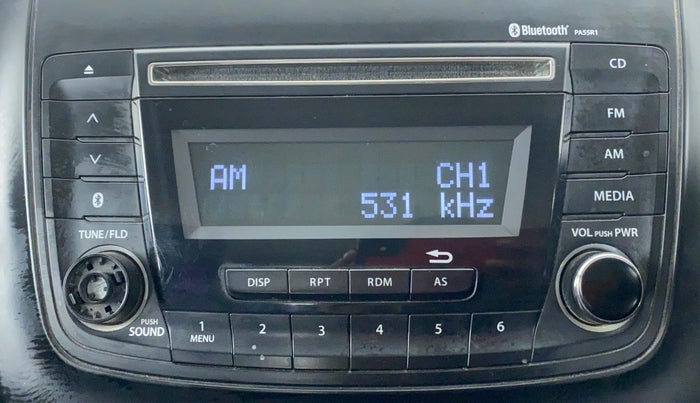 Bluetooth PA55R1
CD
FM
AM
MEDIA
AM CH1
531 kHz
TUNE/FLD
VOL PUSH PWR
DISP RPT RDM AS
PUSH
SOUND
1 2 3 4 5 6
MENU